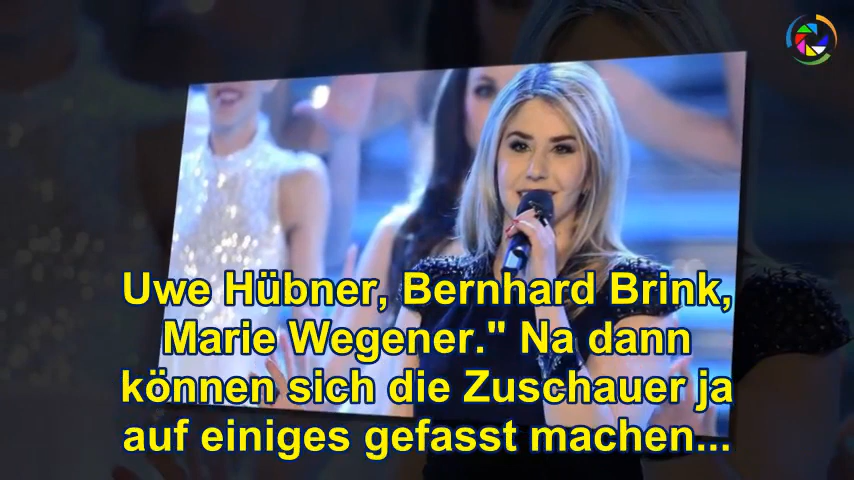 Uwe Hübner, Bernhard Brink,
Marie Wegener." Na dann
können sich die Zuschauer ja
auf einiges gefasst machen...